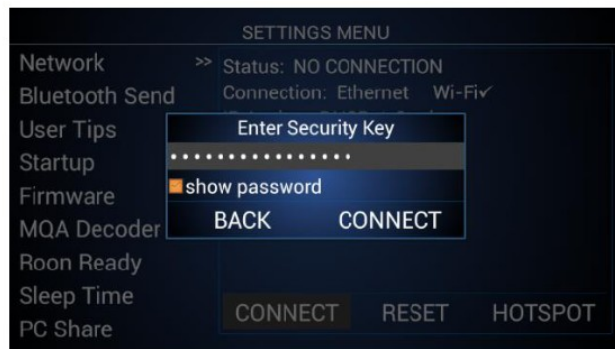 SETTINGS MENU
Network >>
Bluetooth Send
User Tips
Startup
Firmware
MQA Decoder
Roon Ready
Sleep Time
PC Share
Status: NO CONNECTION
Connection: Ethernet Wi-Fi✓
Enter Security Key
••••••••••••••••
show password
BACK CONNECT
CONNECT RESET HOTSPOT